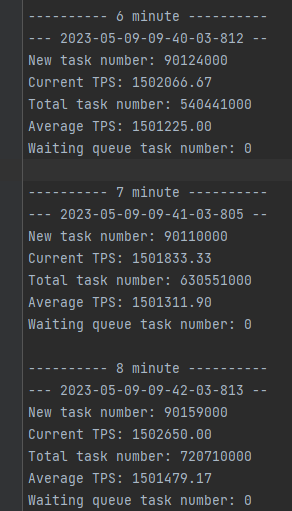 ---------- 6 minute ----------
--- 2023-05-09-09-40-03-812 --
New task number: 90124000
Current TPS: 1502066.67
Total task number: 540441000
Average TPS: 1501225.00
Waiting queue task number: 0
---------- 7 minute ----------
--- 2023-05-09-09-41-03-805 --
New task number: 90110000
Current TPS: 1501833.33
Total task number: 630551000
Average TPS: 1501311.90
Waiting queue task number: 0
---------- 8 minute ----------
--- 2023-05-09-09-42-03-813 --
New task number: 90159000
Current TPS: 1502650.00
Total task number: 720710000
Average TPS: 1501479.17
Waiting queue task number: 0